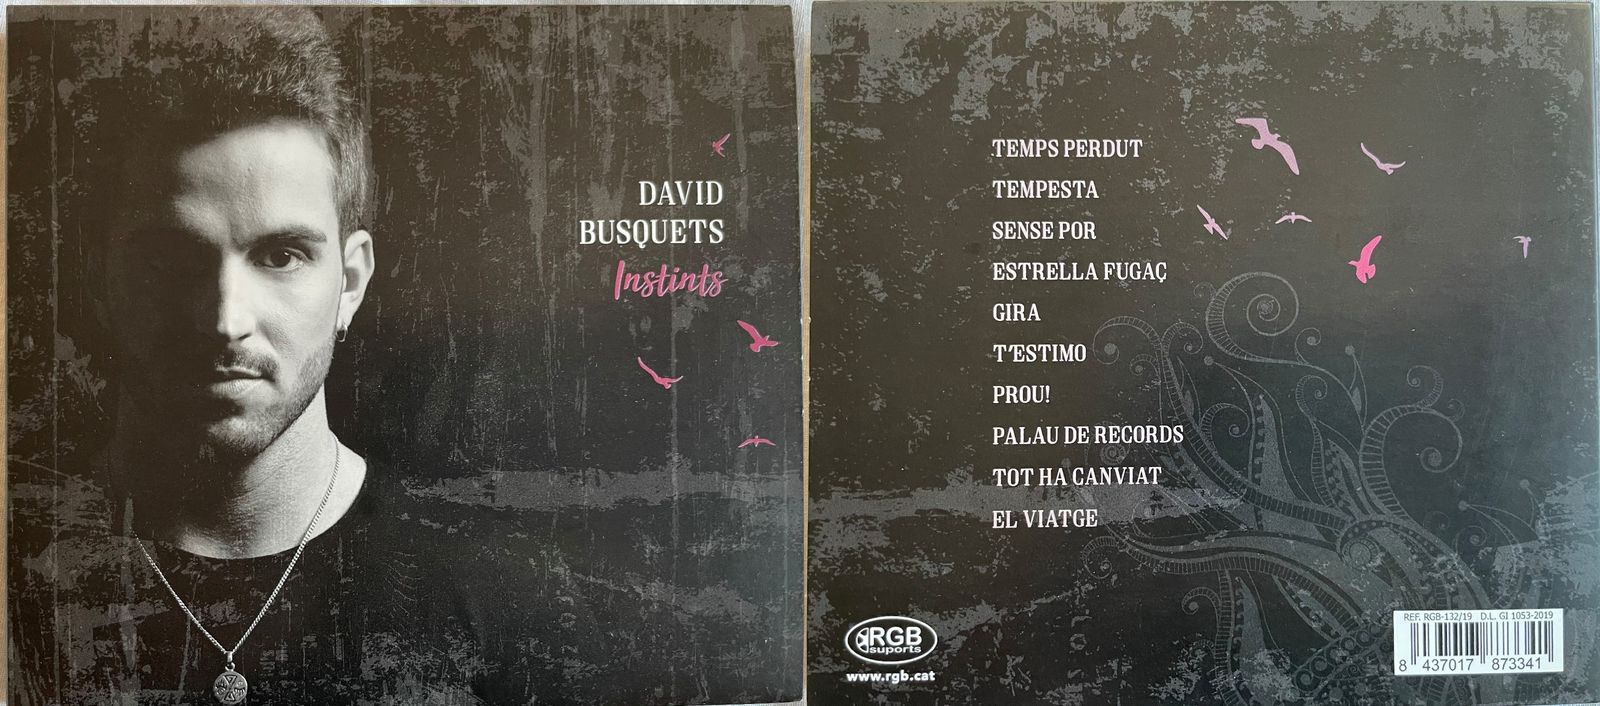 DAVID
BUSQUETS
Instints
TEMPS PERDUT
TEMPESTA
SENSE POR
ESTRELLA FUGAÇ
GIRA
T'ESTIMO
PROU!
PALAU DE RECORDS
TOT HA CANVIAT
EL VIATGE
RGB
suports
www.rgb.cat
REF. RGB-132/19 D.L. GI 1053-2019
8 437017 873341